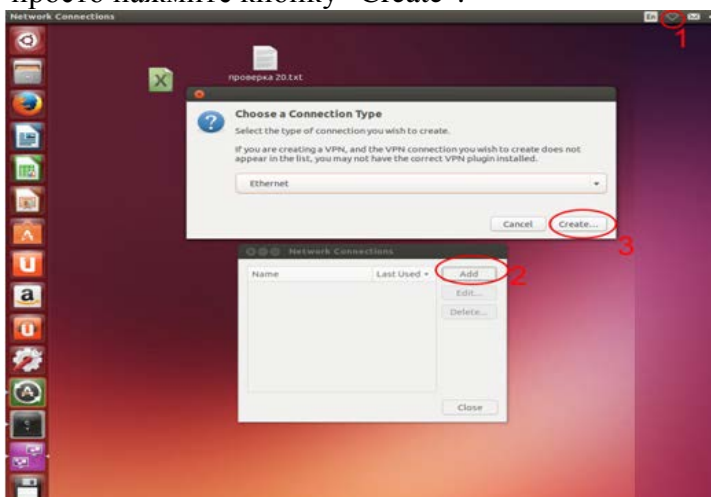 просто нажмите кнопку "Create".
Network Connections
En
1
проверка 20.txt
Choose a Connection Type
Select the type of connection you wish to create.
If you are creating a VPN, and the VPN connection you wish to create does not
appear in the list, you may not have the correct VPN plugin installed.
Ethernet
Cancel
Create...
3
Network Connections
Name
Last Used
Add
2
Edit...
Delete...
Close